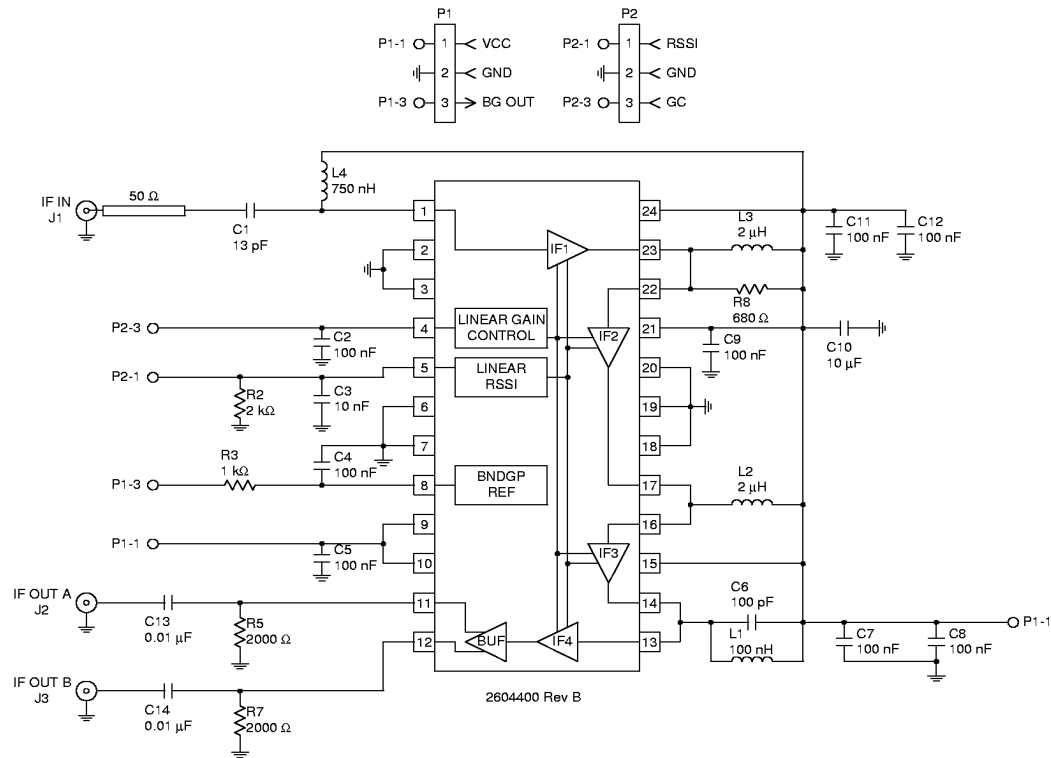 P1
P2
P1-1
1
VCC
P2-1
1
RSSI
2
GND
2
GND
P1-3
3
BG OUT
P2-3
3
GC
L4
750 nH
IF IN
J1
50 Ω
C1
13 pF
1
2
3
4
5
6
7
8
9
10
11
12
24
23
22
21
20
19
18
17
16
15
14
13
IF1
IF2
IF3
IF4
BUF
LINEAR GAIN
CONTROL
LINEAR
RSSI
BNDGP
REF
L3
2 µH
R8
680 Ω
C11
100 nF
C12
100 nF
C9
100 nF
C10
10 µF
P2-3
C2
100 nF
P2-1
R2
2 kΩ
C3
10 nF
R3
1 kΩ
C4
100 nF
P1-3
P1-1
C5
100 nF
L2
2 µH
C6
100 pF
L1
100 nH
C7
100 nF
C8
100 nF
P1-1
IF OUT A
J2
C13
0.01 µF
R5
2000 Ω
IF OUT B
J3
C14
0.01 µF
R7
2000 Ω
2604400 Rev B